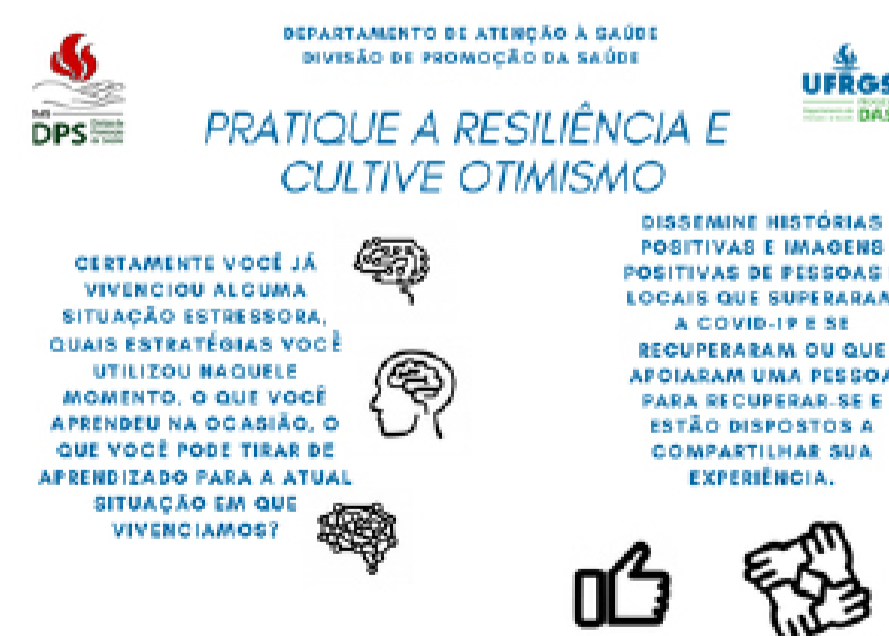 DEPARTAMENTO DE ATENÇÃO À SAÚDE
DIVISÃO DE PROMOÇÃO DA SAÚDE
DPS
UFRGS
DAS
PRATIQUE A RESILIÊNCIA E
CULTIVE OTIMISMO
CERTAMENTE VOCÊ JÁ
VIVENCIOU ALGUMA
SITUAÇÃO ESTRESSORA,
QUAIS ESTRATÉGIAS VOCÊ
UTILIZOU NAQUELE
MOMENTO, O QUE VOCÊ
APRENDEU NA OCASIÃO, O
QUE VOCÊ PODE TIRAR DE
APRENDIZADO PARA A ATUAL
SITUAÇÃO EM QUE
VIVENCIAMOS?
DISSEMINE HISTÓRIAS
POSITIVAS E IMAGENS
POSITIVAS DE PESSOAS
LOCAIS QUE SUPERARAM
A COVID-19 E SE
RECUPERARAM OU QUE
APOIARAM UMA PESSOA
PARA RECUPERAR-SE E
ESTÃO DISPOSTOS A
COMPARTILHAR SUA
EXPERIÊNCIA.